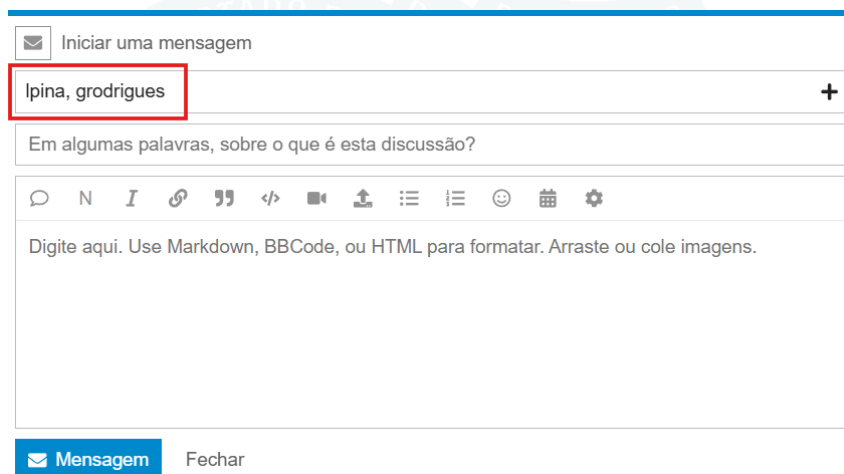 Iniciar uma mensagem
lpina, grodrigues
Em algumas palavras, sobre o que é esta discussão?
N I
Digite aqui. Use Markdown, BBCode, ou HTML para formatar. Arraste ou cole imagens.
Mensagem Fechar